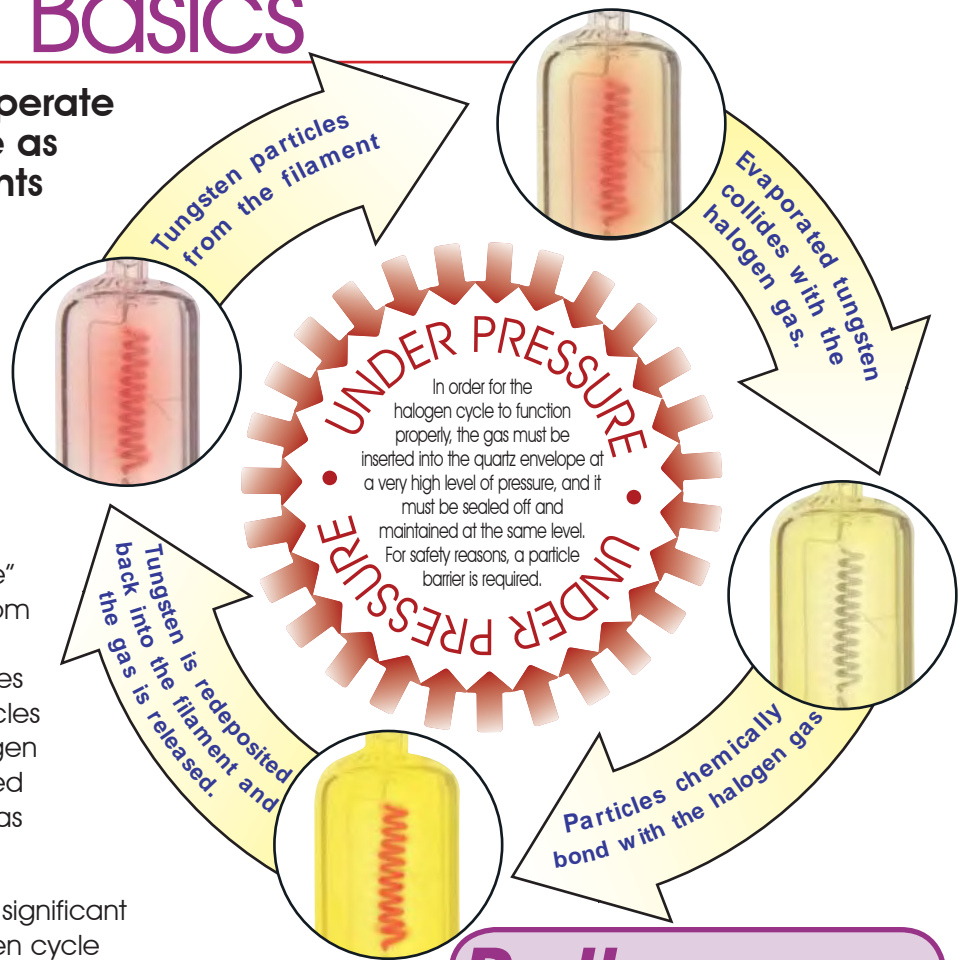 Basics
perate
e as
nts
Tungsten particles
from the filament
Evaporated tungsten
collides with the
halogen gas.
UNDER PRESSURE
In order for the
halogen cycle to function
properly, the gas must be
inserted into the quartz envelope at
a very high level of pressure, and it
must be sealed off and
maintained at the same level.
For safety reasons, a particle
barrier is required.
UNDER PRESSURE
Particles chemically
bond with the halogen gas
Tungsten is redeposited
back into the filament and
the gas is released.
e”
om
es
cles
gen
ed
as
significant
en cycle